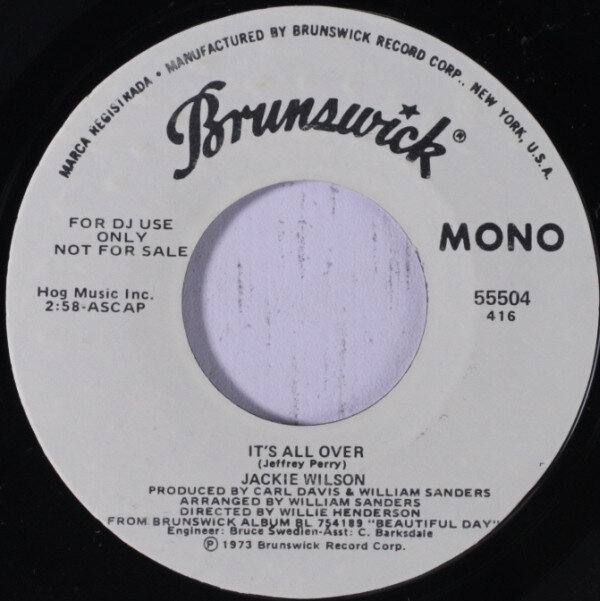 MARCA REGISTRADA • MANUFACTURED BY BRUNSWICK RECORD CORP., NEW YORK, U.S.A.
Brunswick®
FOR DJ USE
ONLY
NOT FOR SALE
MONO
Hog Music Inc.
2:58-ASCAP
55504
416
IT'S ALL OVER
(Jeffrey Perry)
JACKIE WILSON
PRODUCED BY CARL DAVIS & WILLIAM SANDERS
ARRANGED BY WILLIAM SANDERS
DIRECTED BY WILLIE HENDERSON
FROM BRUNSWICK ALBUM BL 754189 "BEAUTIFUL DAY"
Engineer: Bruce Swedien-Asst: C. Barksdale
℗ 1973 Brunswick Record Corp.